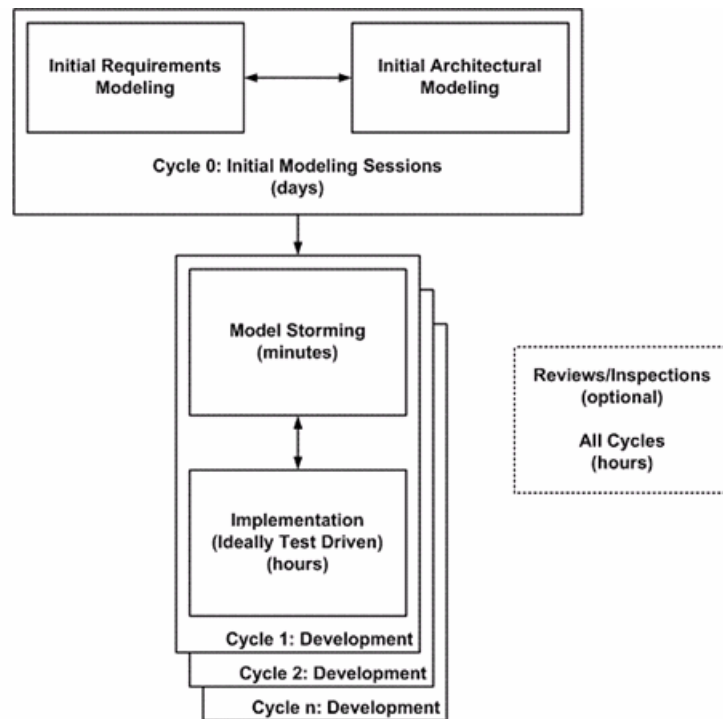 Initial Requirements
Modeling
Initial Architectural
Modeling
Cycle 0: Initial Modeling Sessions
(days)
Model Storming
(minutes)
Reviews/Inspections
(optional)
All Cycles
(hours)
Implementation
(Ideally Test Driven)
(hours)
Cycle 1: Development
Cycle 2: Development
Cycle n: Development